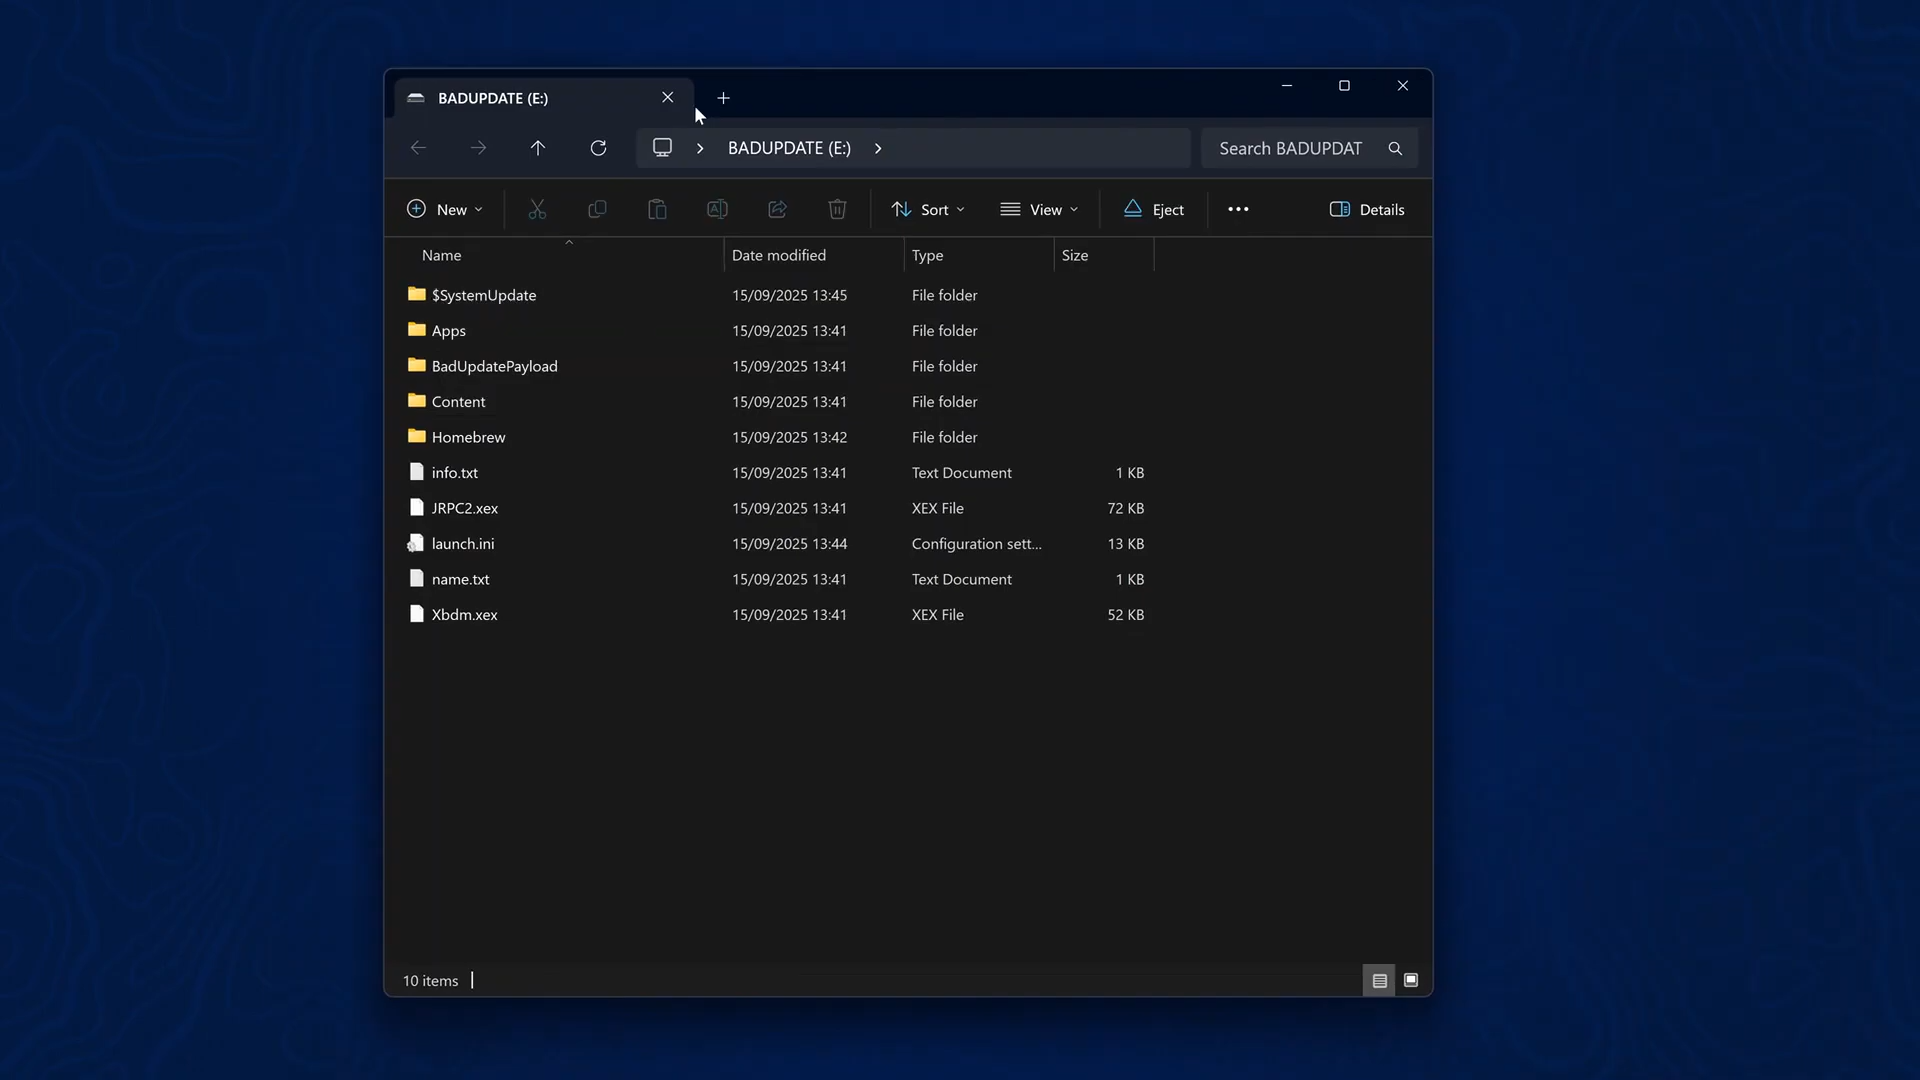 BADUPDATE (E:)
BADUPDATE (E:)
Search BADUPDAT
New
Sort
View
Eject
Details
Name Date modified Type Size
$SystemUpdate 15/09/2025 13:45 File folder
Apps 15/09/2025 13:41 File folder
BadUpdatePayload 15/09/2025 13:41 File folder
Content 15/09/2025 13:41 File folder
Homebrew 15/09/2025 13:42 File folder
info.txt 15/09/2025 13:41 Text Document 1 KB
JRPC2.xex 15/09/2025 13:41 XEX File 72 KB
launch.ini 15/09/2025 13:44 Configuration sett... 13 KB
name.txt 15/09/2025 13:41 Text Document 1 KB
Xbdm.xex 15/09/2025 13:41 XEX File 52 KB
10 items